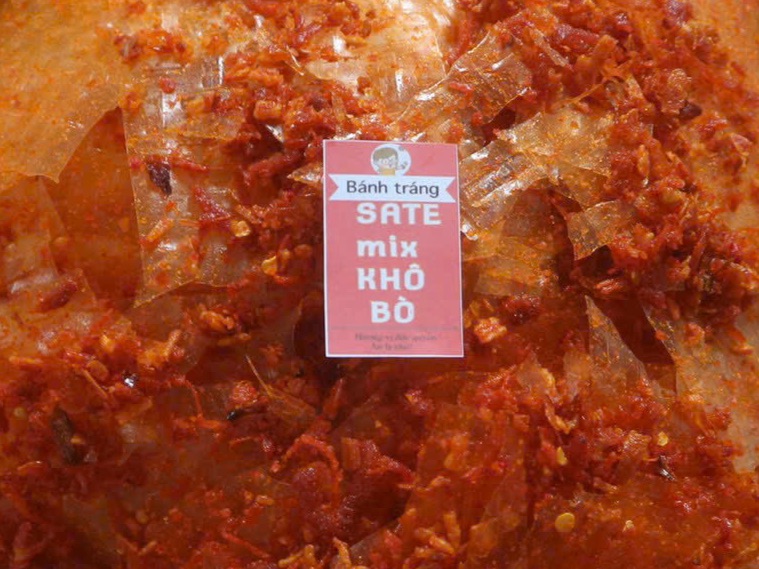 Bánh tráng
SATE
mix
KHÔ
BÒ